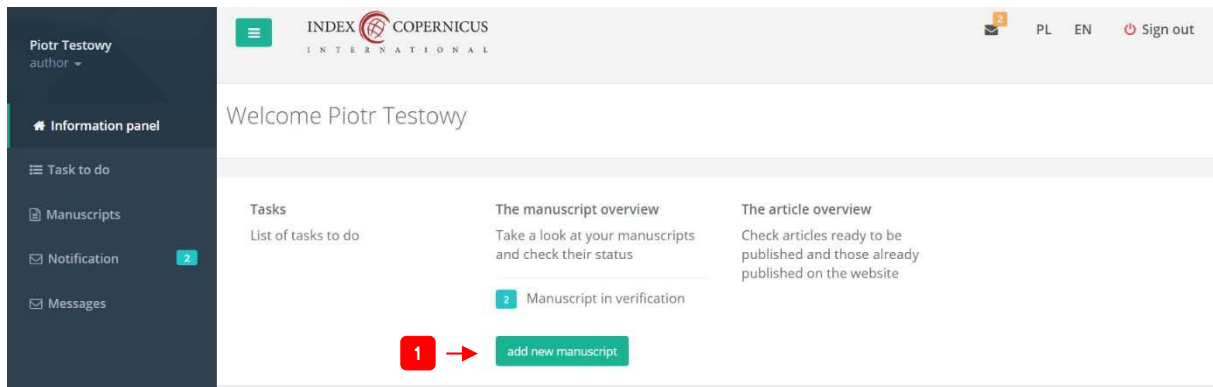 Piotr Testowy
author
Information panel
Task to do
Manuscripts
Notification 2
Messages
INDEX COPERNICUS
INTERNATIONAL
2
PL EN Sign out
Welcome Piotr Testowy
Tasks
List of tasks to do
The manuscript overview
Take a look at your manuscripts
and check their status
2 Manuscript in verification
1
add new manuscript
The article overview
Check articles ready to be
published and those already
published on the website